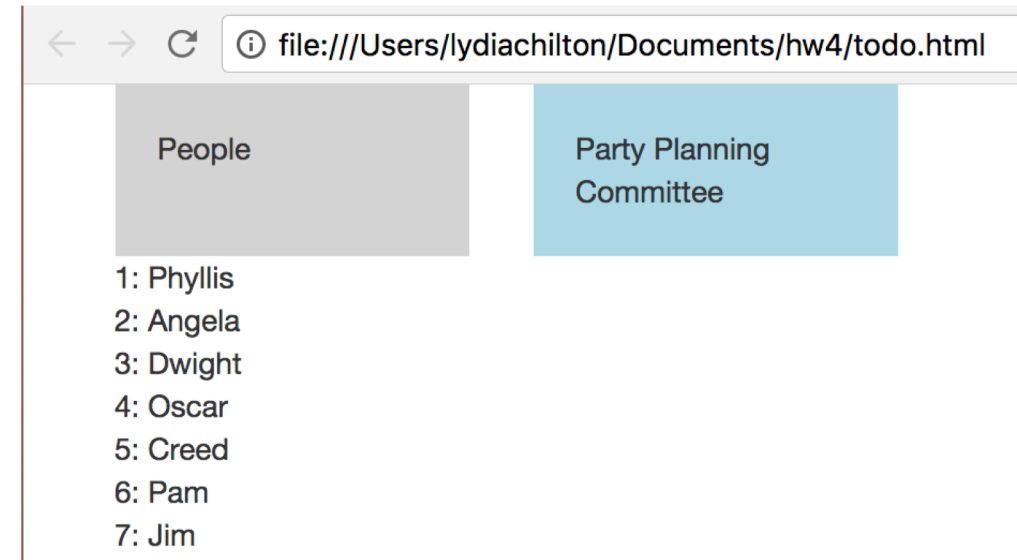 file:///Users/lydiachilton/Documents/hw4/todo.html
People
Party Planning
Committee
1: Phyllis
2: Angela
3: Dwight
4: Oscar
5: Creed
6: Pam
7: Jim